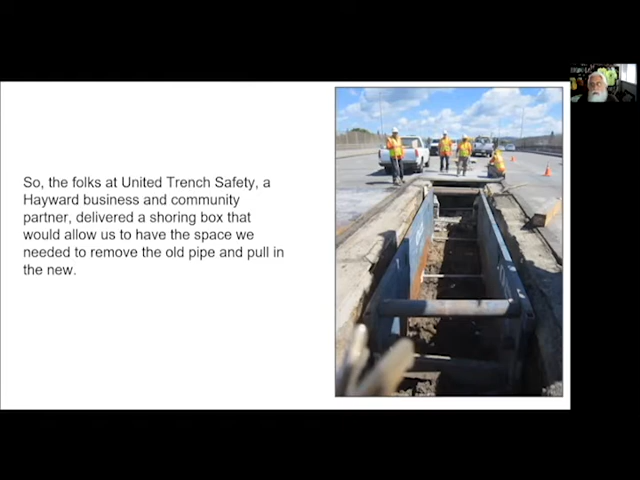 So, the folks at United Trench Safety, a
Hayward business and community
partner, delivered a shoring box that
would allow us to have the space we
needed to remove the old pipe and pull in
the new.